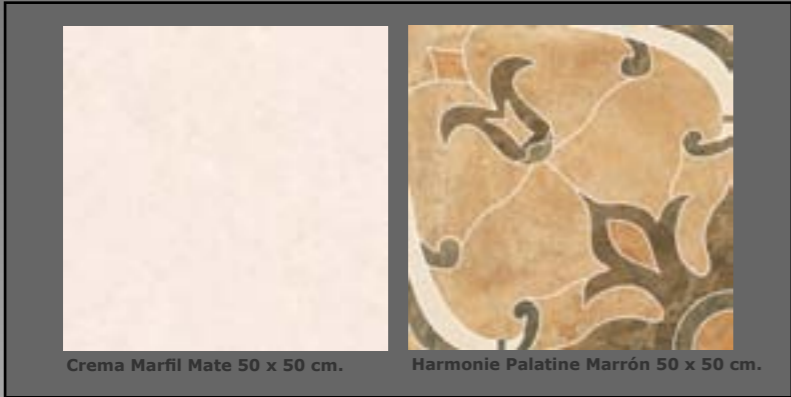 Crema Marfil Mate 50 x 50 cm.
Harmonie Palatine Marrón 50 x 50 cm.